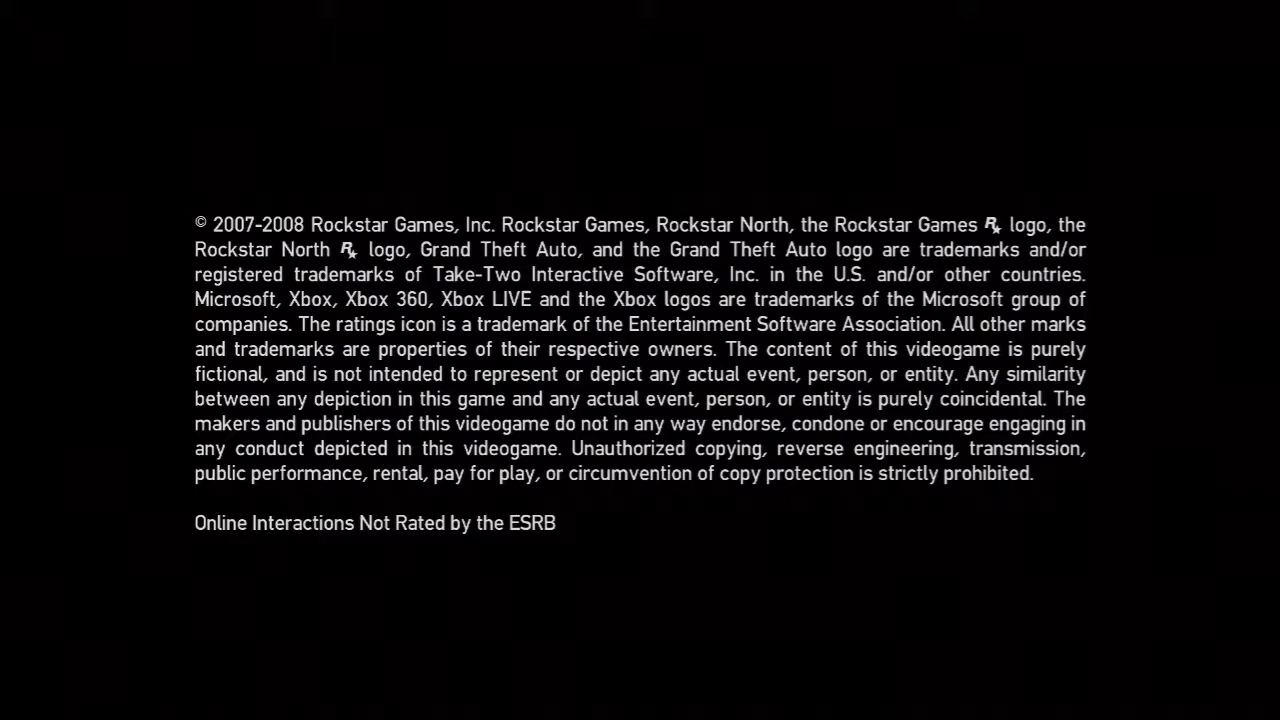 © 2007-2008 Rockstar Games, Inc. Rockstar Games, Rockstar North, the Rockstar Games R★ logo, the
Rockstar North R★ logo, Grand Theft Auto, and the Grand Theft Auto logo are trademarks and/or
registered trademarks of Take-Two Interactive Software, Inc. in the U.S. and/or other countries.
Microsoft, Xbox, Xbox 360, Xbox LIVE and the Xbox logos are trademarks of the Microsoft group of
companies. The ratings icon is a trademark of the Entertainment Software Association. All other marks
and trademarks are properties of their respective owners. The content of this videogame is purely
fictional, and is not intended to represent or depict any actual event, person, or entity. Any similarity
between any depiction in this game and any actual event, person, or entity is purely coincidental. The
makers and publishers of this videogame do not in any way endorse, condone or encourage engaging in
any conduct depicted in this videogame. Unauthorized copying, reverse engineering, transmission,
public performance, rental, pay for play, or circumvention of copy protection is strictly prohibited.
Online Interactions Not Rated by the ESRB